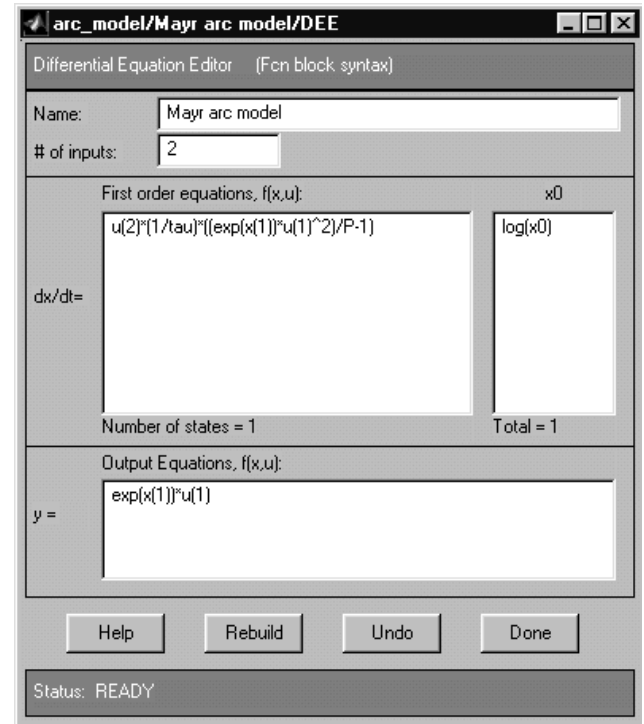 arc_model/Mayr arc model/DEE
Differential Equation Editor (Fcn block syntax)
Name: Mayr arc model
# of inputs: 2
First order equations, f(x,u): x0
u(2)*(1/tau)*((exp(x(1))*u(1)^2)/P-1) log(x0)
dx/dt=
Number of states = 1 Total = 1
Output Equations, f(x,u):
exp(x(1))*u(1)
y =
Help Rebuild Undo Done
Status: READY